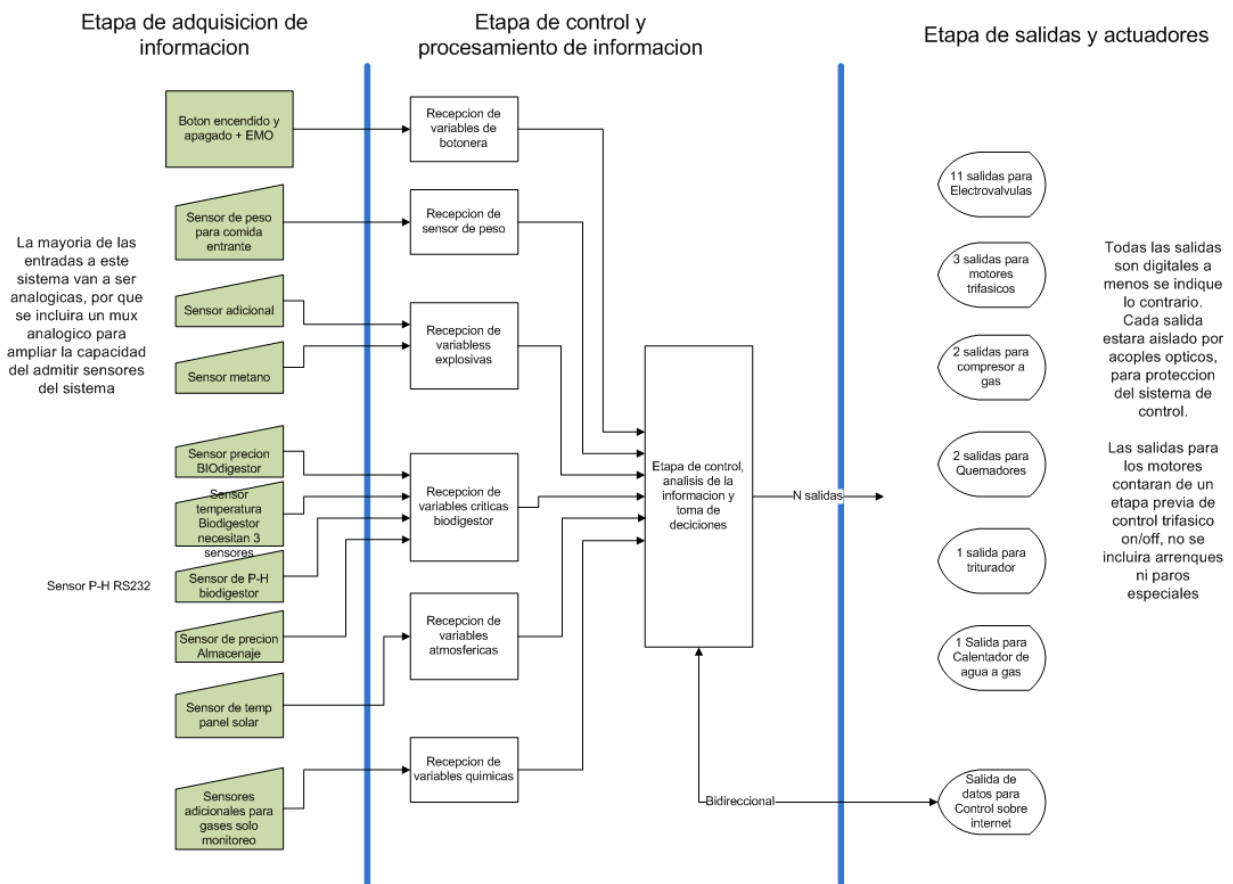 Etapa de adquisicion de
informacion
Etapa de control y
procesamiento de informacion
Etapa de salidas y actuadores
La mayoria de las
entradas a este
sistema van a ser
analogicas, por que
se incluira un mux
analogico para
ampliar la capacidad
del admitir sensores
del sistema
Sensor P-H RS232
Boton encendido y
apagado + EMO
Sensor de peso
para comida
entrante
Sensor adicional
Sensor metano
Sensor precion
BIOdigestor
Sensor
temperatura
Biodigestor
necesitan 3
sensores
Sensor de P-H
biodigestor
Sensor de precion
Almacenaje
Sensor de temp
panel solar
Sensores
adicionales para
gases solo
monitoreo
Recepcion de
variables de
botonera
Recepcion de
sensor de peso
Recepcion de
variabless
explosivas
Recepcion de
variables criticas
biodigestor
Recepcion de
variables
atmosfericas
Recepcion de
variables quimicas
Etapa de control,
analisis de la
informacion y
toma de
deciciones
N salidas
Bidireccional
11 salidas para
Electrovalvulas
3 salidas para
motores
trifasicos
2 salidas para
compresor a
gas
2 salidas para
Quemadores
1 salida para
triturador
1 Salida para
Calentador de
agua a gas
Salida de
datos para
Control sobre
internet
Todas las salidas
son digitales a
menos se indique
lo contrario.
Cada salida
estara aislado por
acoples opticos,
para proteccion
del sistema de
control.
Las salidas para
los motores
contaran de un
etapa previa de
control trifasico
on/off, no se
incluira arrenques
ni paros
especiales